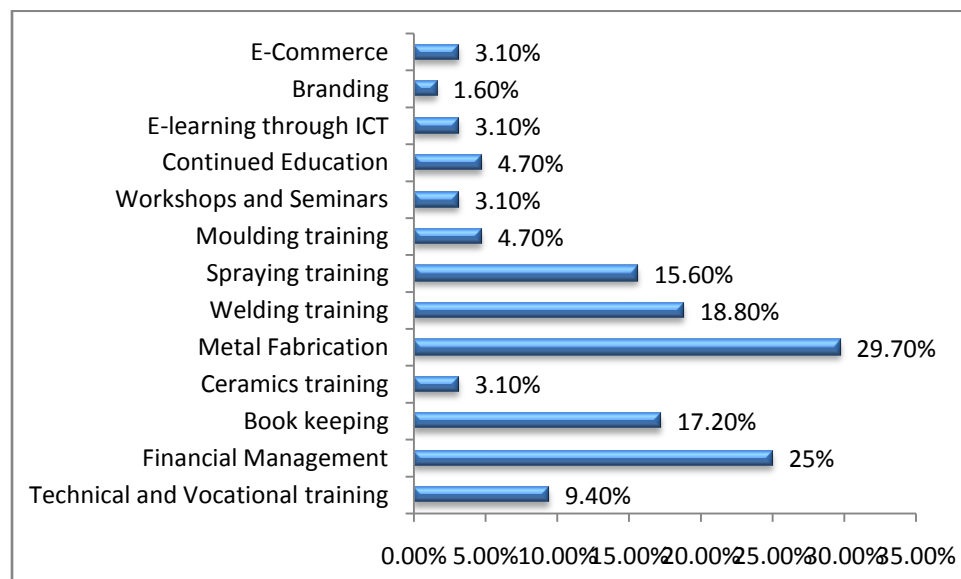 E-Commerce 3.10%
Branding 1.60%
E-learning through ICT 3.10%
Continued Education 4.70%
Workshops and Seminars 3.10%
Moulding training 4.70%
Spraying training 15.60%
Welding training 18.80%
Metal Fabrication 29.70%
Ceramics training 3.10%
Book keeping 17.20%
Financial Management 25%
Technical and Vocational training 9.40%
0.00% 5.00% 10.00% 15.00% 20.00% 25.00% 30.00% 35.00%